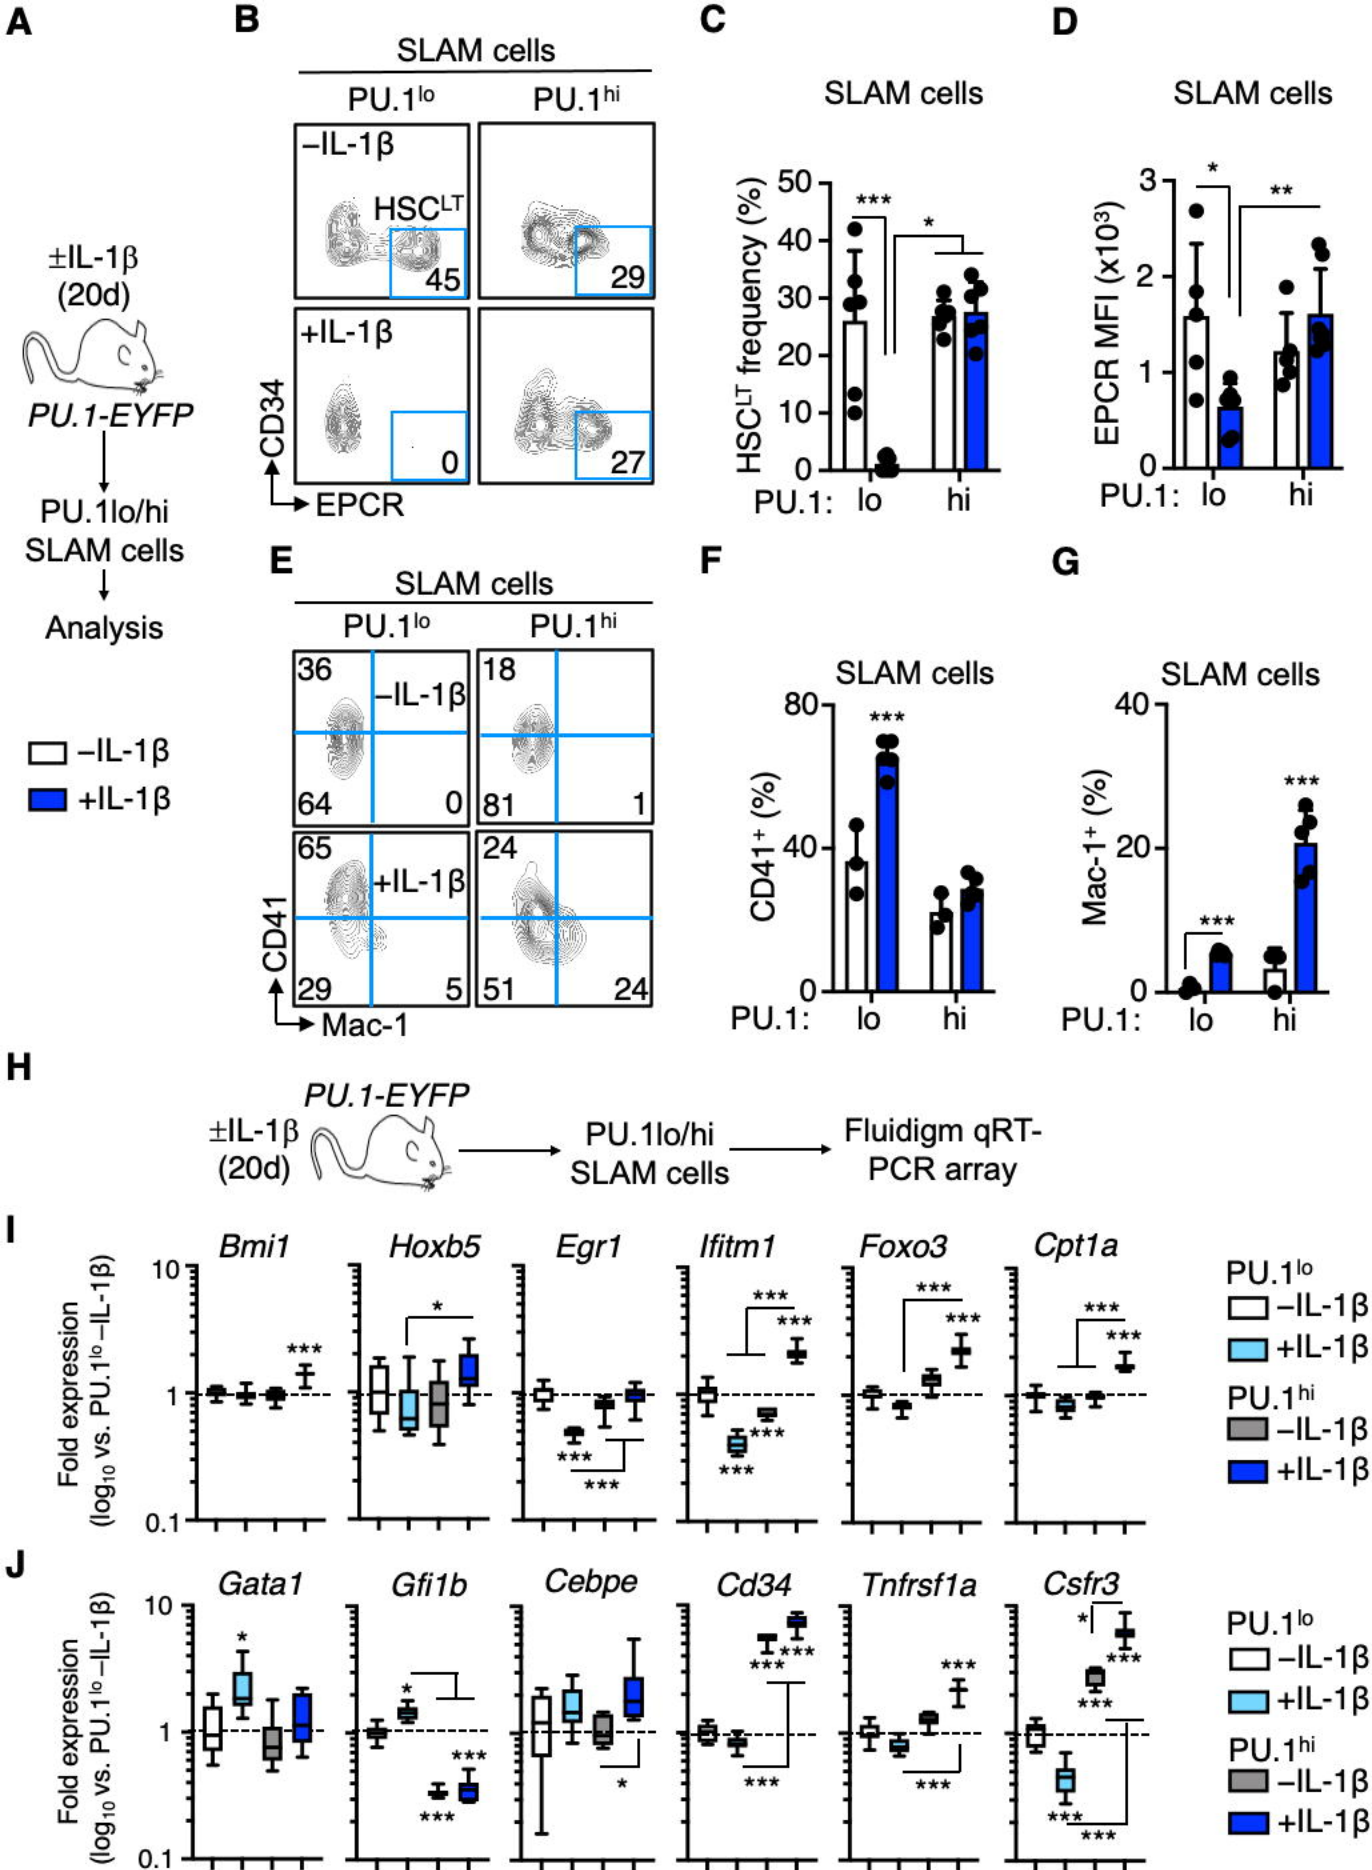 A
±IL-1β
(20d)
PU.1-EYFP
PU.1lo/hi
SLAM cells
Analysis
–IL-1β
+IL-1β
B
SLAM cells
PU.1lo
PU.1hi
–IL-1β
HSCLT
45
29
+IL-1β
0
27
CD34
EPCR
C
SLAM cells
HSCLT frequency (%)
50
40
30
20
10
0
***
*
PU.1: lo hi
D
SLAM cells
EPCR MFI (x10³)
3
2
1
0
*
**
PU.1: lo hi
E
SLAM cells
PU.1lo
PU.1hi
36
–IL-1β
64
0
18
81
1
65
+IL-1β
29
5
24
51
24
CD41
Mac-1
F
SLAM cells
CD41+ (%)
80
40
0
***
PU.1: lo hi
G
SLAM cells
Mac-1+ (%)
40
20
0
***
***
PU.1: lo hi
H
±IL-1β
(20d)
PU.1-EYFP
PU.1lo/hi
SLAM cells
Fluidigm qRT-
PCR array
I
Fold expression
(log10 vs. PU.1lo –IL-1β)
10
1
0.1
Bmi1
***
Hoxb5
*
Egr1
***
***
Ifitm1
***
***
***
***
Foxo3
***
***
Cpt1a
***
***
PU.1lo
–IL-1β
+IL-1β
PU.1hi
–IL-1β
+IL-1β
J
Fold expression
(log10 vs. PU.1lo –IL-1β)
10
1
0.1
Gata1
*
Gfi1b
*
***
***
Cebpe
*
Cd34
***
***
***
Tnfrsf1a
***
***
Csfr3
*
***
***
***
***
PU.1lo
–IL-1β
+IL-1β
PU.1hi
–IL-1β
+IL-1β